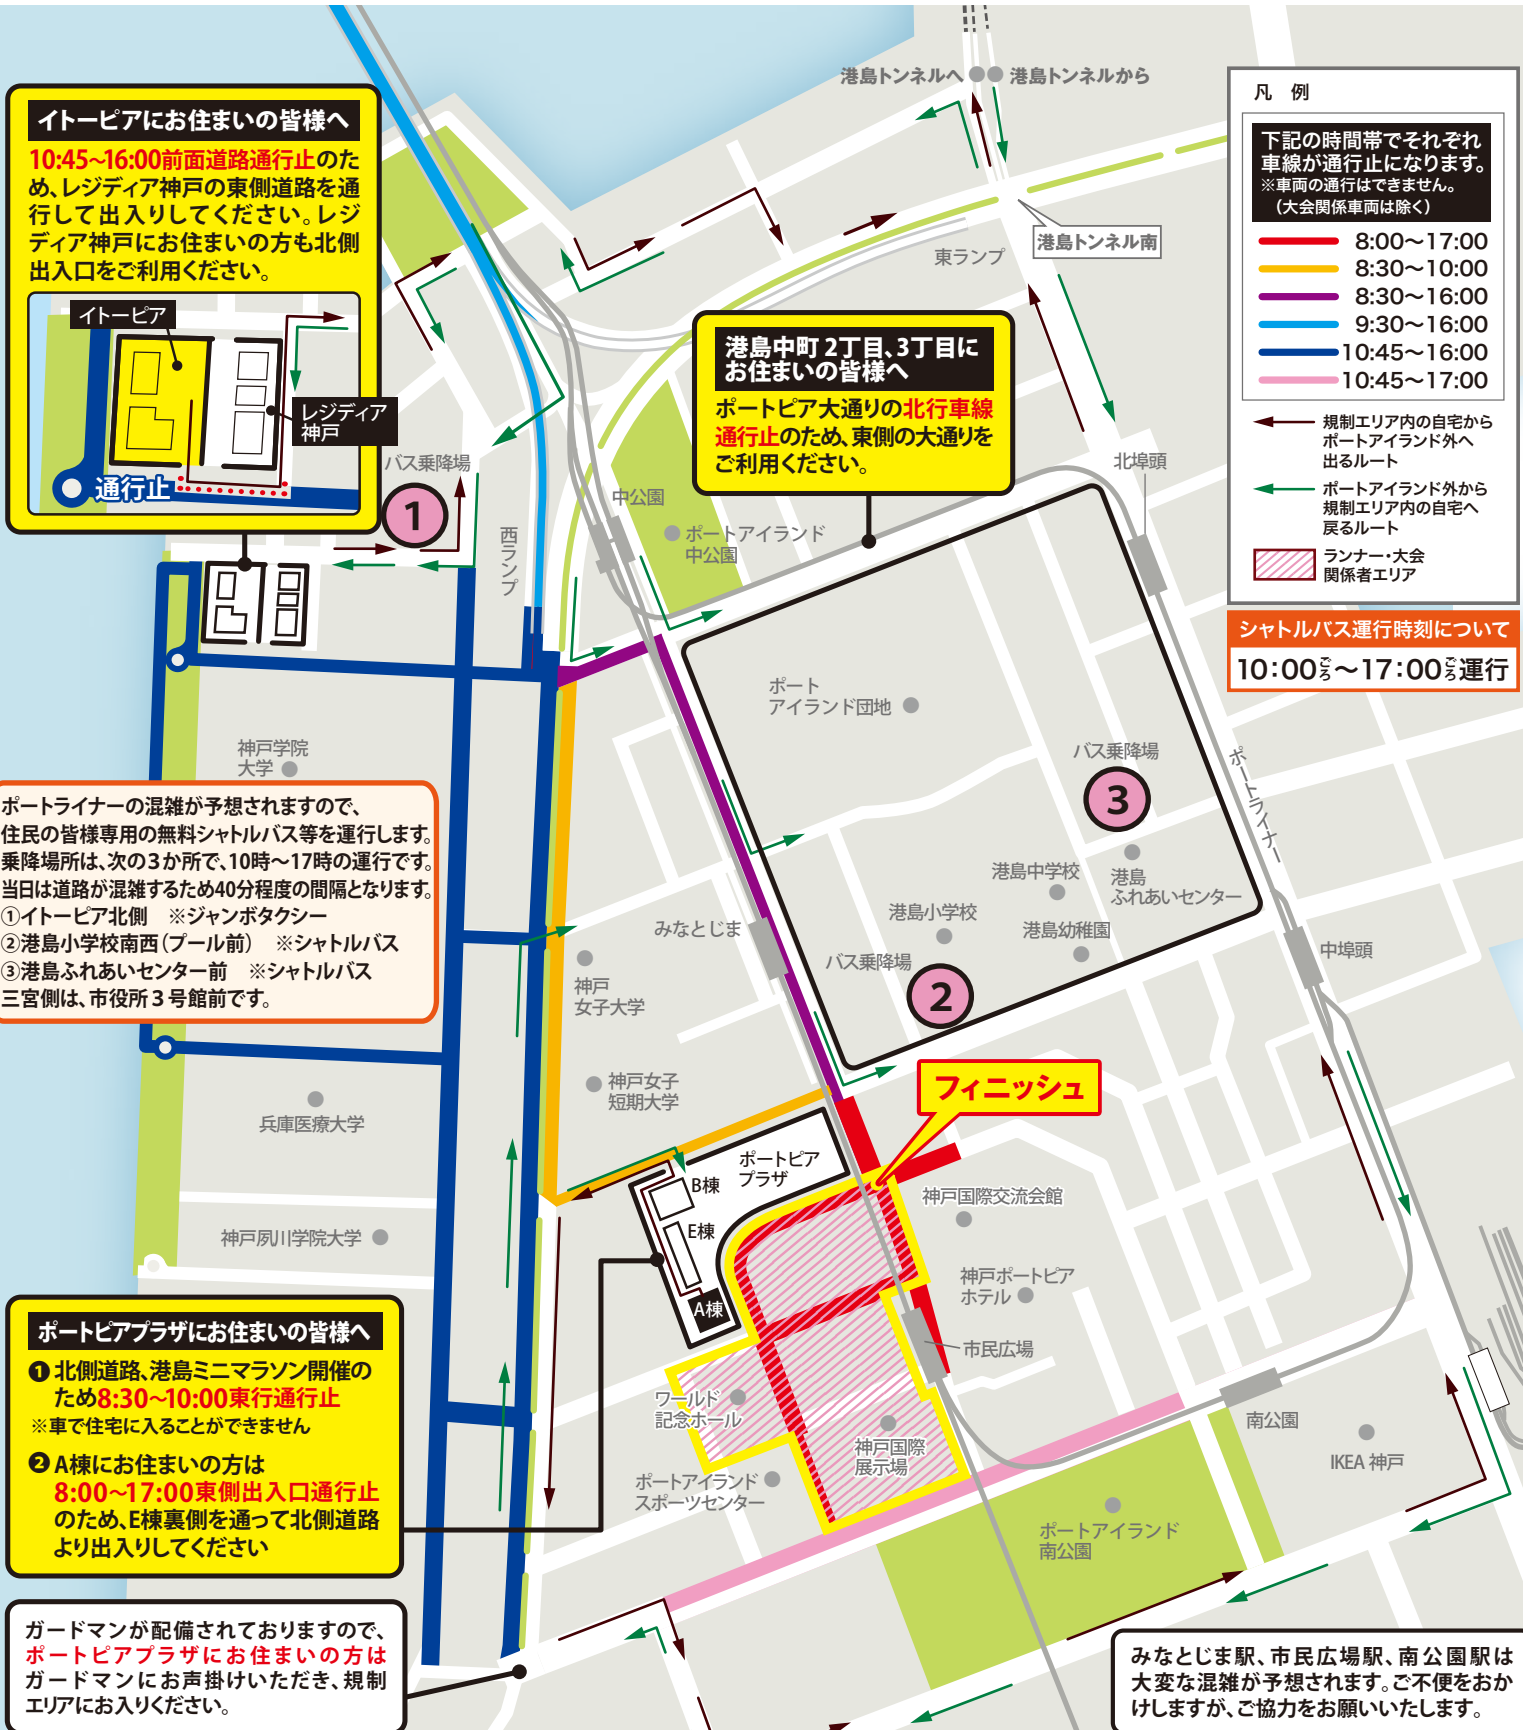 港島トンネルへ
港島トンネルから
イトーピアにお住まいの皆様へ
10:45~16:00前面道路通行止のた
め、レジディア神戸の東側道路を通
行して出入りしてください。レジ
ディア神戸にお住まいの方も北側
出入口をご利用ください。
イトーピア
レジディア
神戸
通行止
凡 例
下記の時間帯でそれぞれ
車線が通行止になります。
※車両の通行はできません。
(大会関係車両は除く)
8:00〜17:00
8:30〜10:00
8:30〜16:00
9:30〜16:00
10:45〜16:00
10:45〜17:00
規制エリア内の自宅から
ポートアイランド外へ
出るルート
ポートアイランド外から
規制エリア内の自宅へ
戻るルート
ランナー・大会
関係者エリア
シャトルバス運行時刻について
10:00ごろ〜17:00ごろ運行
港島トンネル南
東ランプ
港島中町 2丁目、3丁目に
お住まいの皆様へ
ポートピア大通りの北行車線
通行止のため、東側の大通りを
ご利用ください。
バス乗降場
1
西ランプ
中公園
ポートアイランド
中公園
北埠頭
ポート
アイランド団地
神戸学院
大学
バス乗降場
3
ポートライナー
港島中学校
港島
ふれあいセンター
港島小学校
港島幼稚園
みなとじま
バス乗降場
2
中埠頭
ポートライナーの混雑が予想されますので、
住民の皆様専用の無料シャトルバス等を運行します。
乗降場所は、次の3か所で、10時〜17時の運行です。
当日は道路が混雑するため40分程度の間隔となります。
①イトーピア北側 ※ジャンボタクシー
②港島小学校南西(プール前) ※シャトルバス
③港島ふれあいセンター前 ※シャトルバス
三宮側は、市役所3号館前です。
神戸
女子大学
神戸女子
短期大学
兵庫医療大学
フィニッシュ
ポートピア
プラザ
B棟
E棟
A棟
神戸国際交流会館
神戸夙川学院大学
神戸ポートピア
ホテル
市民広場
ポートピアプラザにお住まいの皆様へ
❶北側道路、港島ミニマラソン開催の
ため8:30~10:00東行通行止
※車で住宅に入ることができません
❷A棟にお住まいの方は
8:00~17:00東側出入口通行止
のため、E棟裏側を通って北側道路
より出入りしてください
ワールド
記念ホール
神戸国際
展示場
ポートアイランド
スポーツセンター
南公園
IKEA 神戸
ポートアイランド
南公園
ガードマンが配備されておりますので、
ポートピアプラザにお住まいの方は
ガードマンにお声掛けいただき、規制
エリアにお入りください。
みなとじま駅、市民広場駅、南公園駅は
大変な混雑が予想されます。ご不便をおか
けしますが、ご協力をお願いいたします。